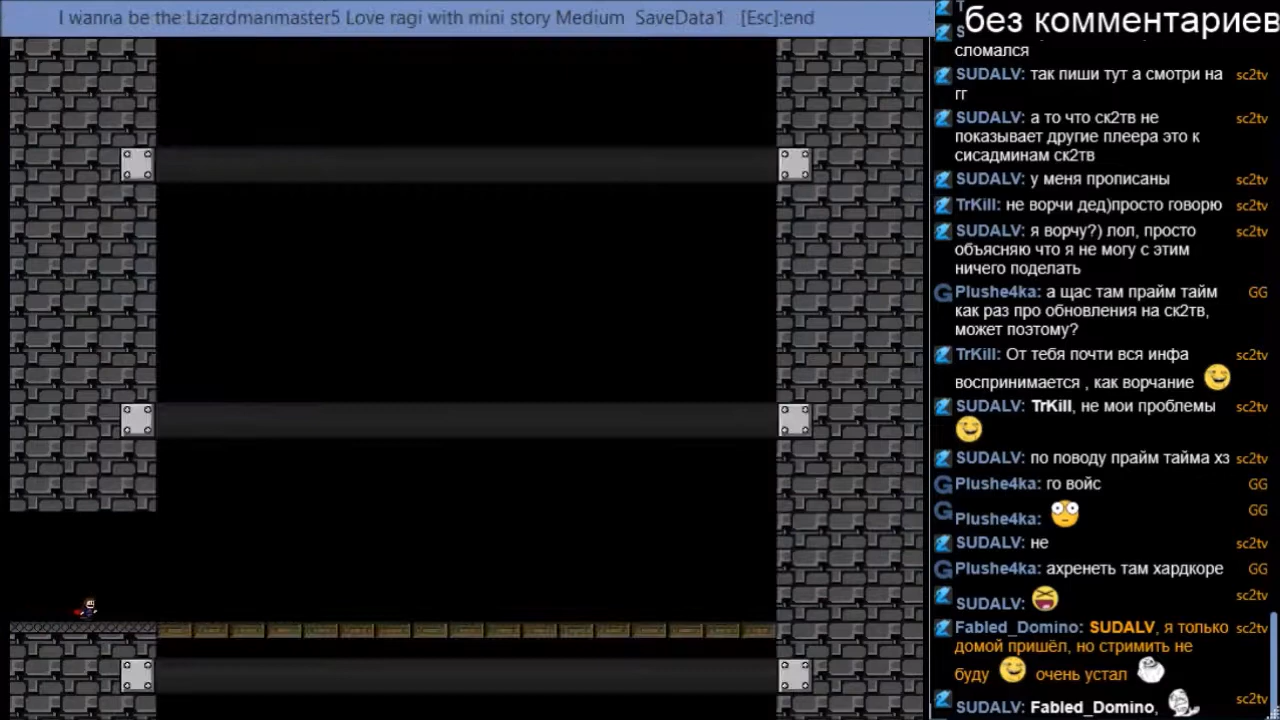 I wanna be the Lizardmanmaster5 Love ragi with mini story Medium SaveData1 [Esc]:end
без комментариев
сломался
SUDALV: так пиши тут а смотри на sc2tv
гг
SUDALV: а то что ск2тв не sc2tv
показывает другие плеера это к
сисадминам ск2тв
SUDALV: у меня прописаны sc2tv
TrKill: не ворчи дед)просто говорю sc2tv
SUDALV: я ворчу?) лол, просто sc2tv
объясняю что я не могу с этим
ничего поделать
Plushe4ka: а щас там прайм тайм GG
как раз про обновления на ск2тв,
может поэтому?
TrKill: От тебя почти вся инфа sc2tv
воспринимается , как ворчание
SUDALV: TrKill, не мои проблемы sc2tv
SUDALV: по поводу прайм тайма хз sc2tv
Plushe4ka: го войс GG
Plushe4ka: GG
SUDALV: не sc2tv
Plushe4ka: ахренеть там хардкоре GG
SUDALV: sc2tv
Fabled_Domino: SUDALV, я только sc2tv
домой пришёл, но стримить не
буду очень устал
SUDALV: Fabled_Domino, sc2tv